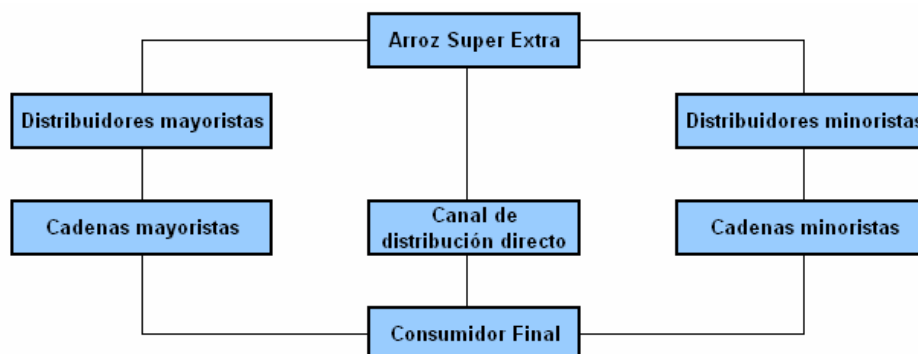 Arroz Super Extra
Distribuidores mayoristas
Distribuidores minoristas
Cadenas mayoristas
Canal de
distribución directo
Cadenas minoristas
Consumidor Final